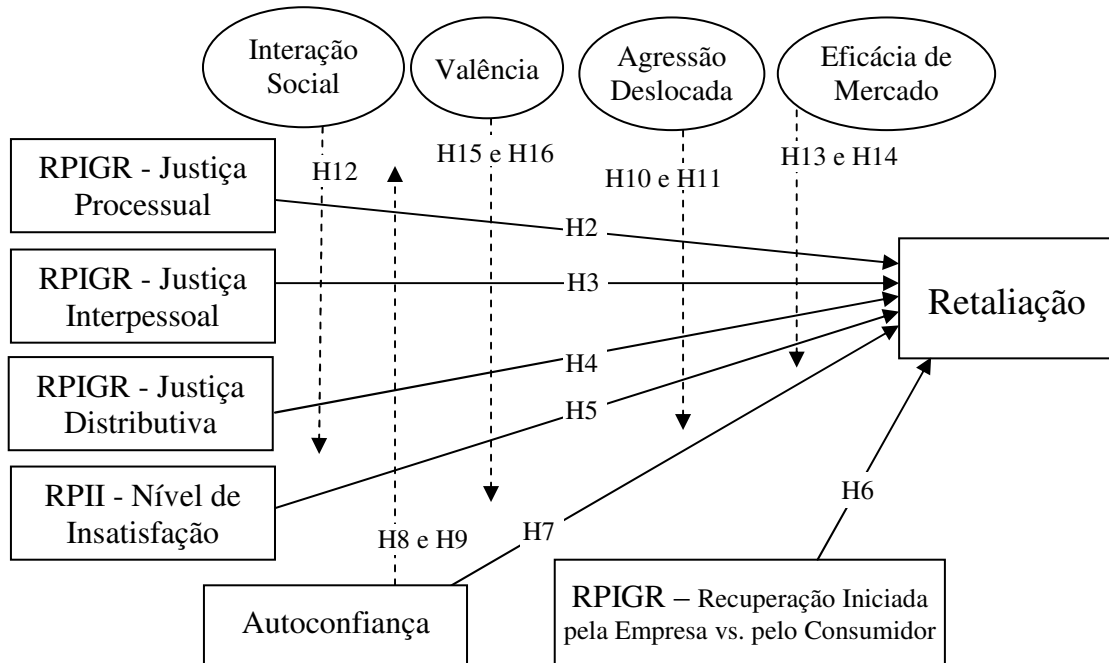 Interação
Social
Valência
Agressão
Deslocada
Eficácia de
Mercado
RPIGR - Justiça
Processual
H12
H15 e H16
H10 e H11
H13 e H14
H2
RPIGR - Justiça
Interpessoal
H3
Retaliação
RPIGR - Justiça
Distributiva
H4
H5
RPII - Nível de
Insatisfação
H6
H7
H8 e H9
Autoconfiança
RPIGR – Recuperação Iniciada
pela Empresa vs. pelo Consumidor